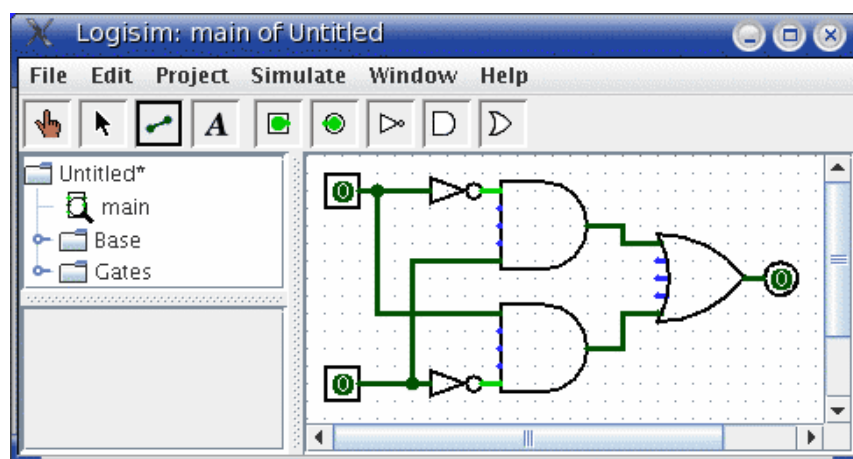 Logisim: main of Untitled
File Edit Project Simulate Window Help
A
Untitled*
main
Base
Gates
0
0
0